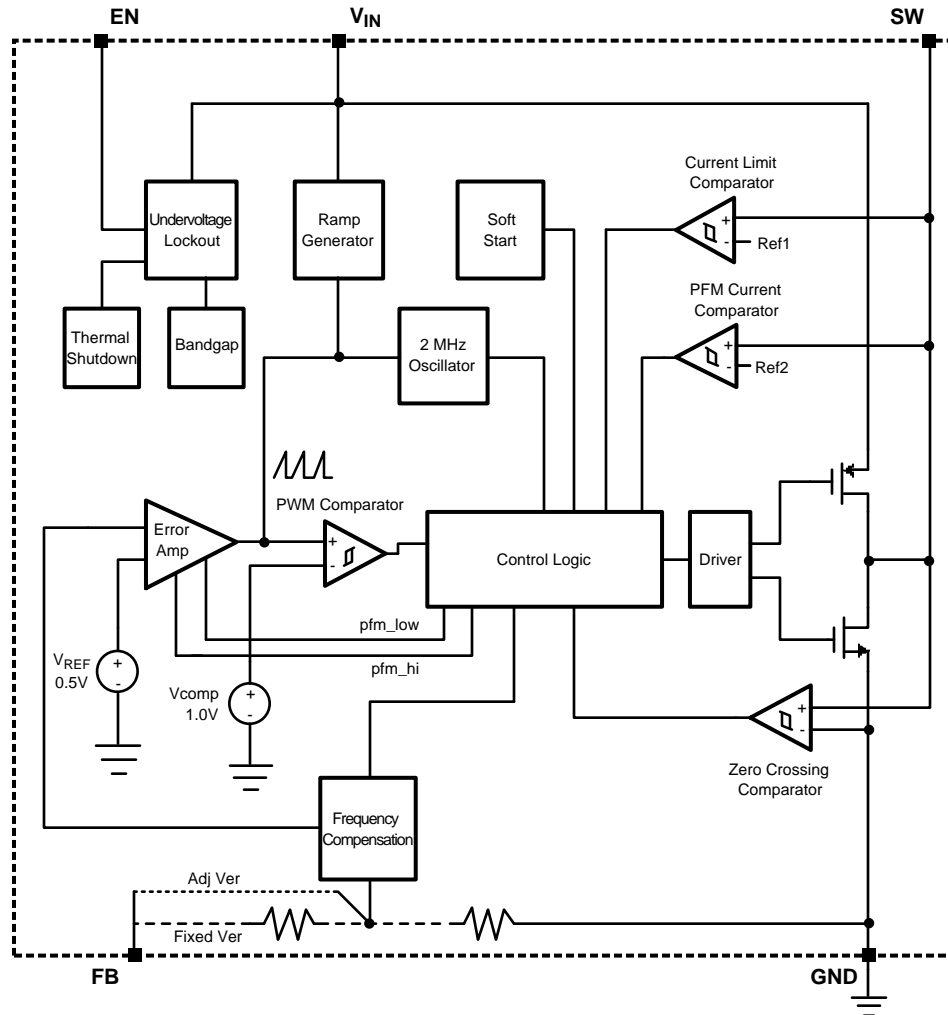 EN
VIN
SW
Undervoltage
Lockout
Ramp
Generator
Soft
Start
Current Limit
Comparator
+
-
Ref1
Thermal
Shutdown
Bandgap
2 MHz
Oscillator
PFM Current
Comparator
+
-
Ref2
PWM Comparator
Error
Amp
+
-
Control Logic
Driver
pfm_low
pfm_hi
VREF
0.5V
+
-
Vcomp
1.0V
+
-
+
-
Zero Crossing
Comparator
Frequency
Compensation
Adj Ver
Fixed Ver
FB
GND